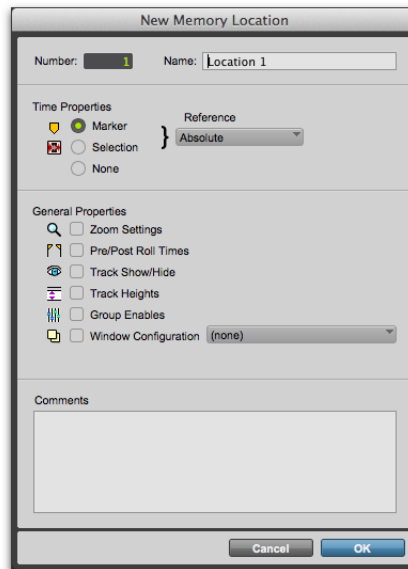 New Memory Location
Number: 1 Name: Location 1
Time Properties
Reference
Marker
Absolute
Selection
None
General Properties
Zoom Settings
Pre/Post Roll Times
Track Show/Hide
Track Heights
Group Enables
Window Configuration (none)
Comments
Cancel OK